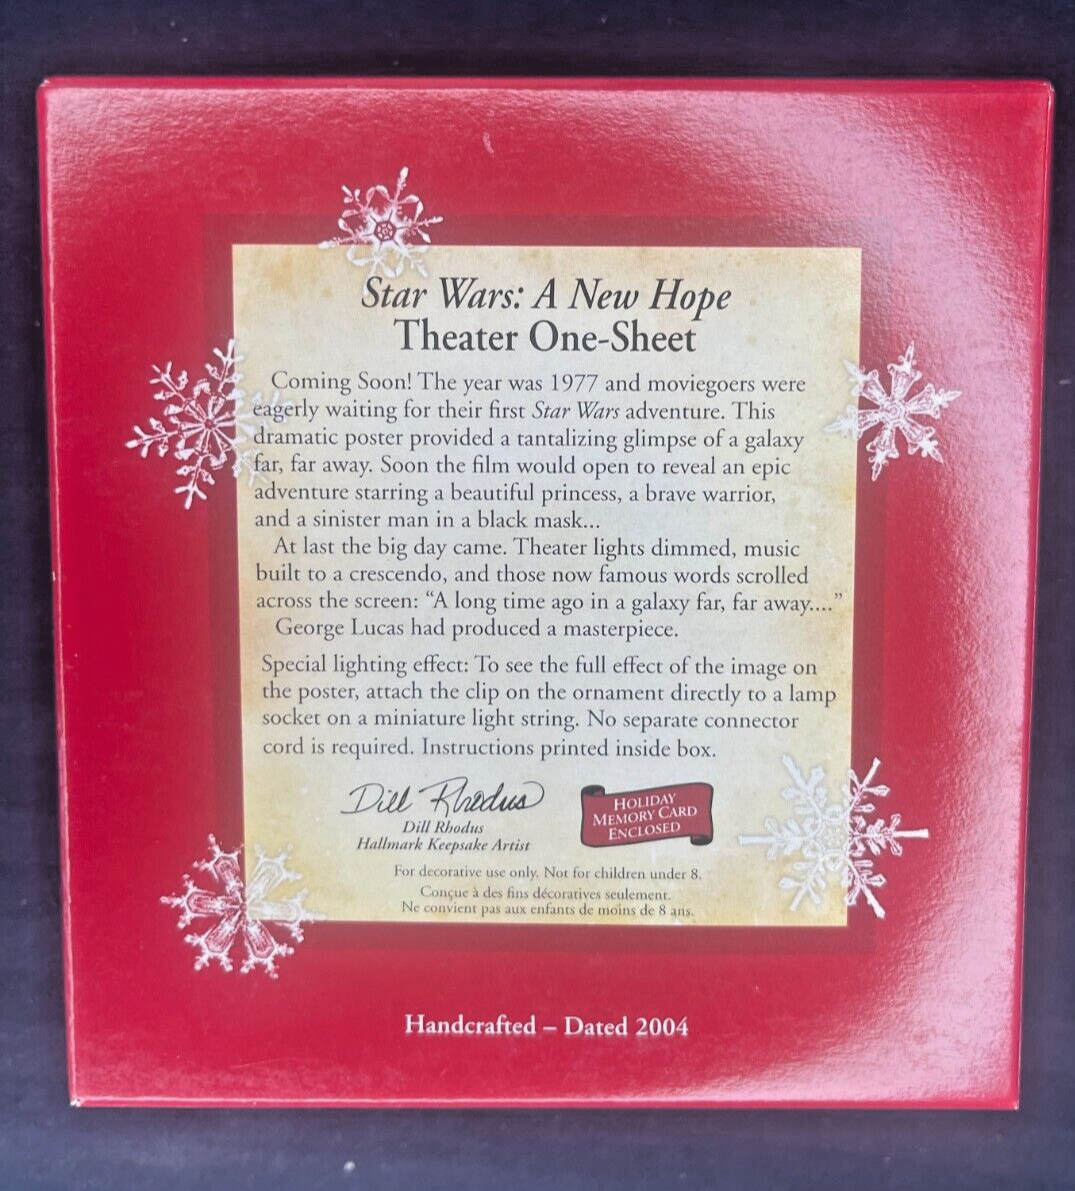 Star Wars: A New Hope
Theater One-Sheet
Coming Soon! The year was 1977 and moviegoers were
eagerly waiting for their first Star Wars adventure. This
dramatic poster provided a tantalizing glimpse of a galaxy
far, far away. Soon the film would open to reveal an epic
adventure starring a beautiful princess, a brave warrior,
and a sinister man in a black mask...
At last the big day came. Theater lights dimmed, music
built to a crescendo, and those now famous words scrolled
across the screen: “A long time ago in a galaxy far, far away....”
George Lucas had produced a masterpiece.
Special lighting effect: To see the full effect of the image on
the poster, attach the clip on the ornament directly to a lamp
socket on a miniature light string. No separate connector
cord is required. Instructions printed inside box.
Dill Rhodus
Dill Rhodus
Hallmark Keepsake Artist
HOLIDAY
MEMORY CARD
ENCLOSED
For decorative use only. Not for children under 8.
Conçue à des fins décoratives seulement.
Ne convient pas aux enfants de moins de 8 ans.
Handcrafted – Dated 2004